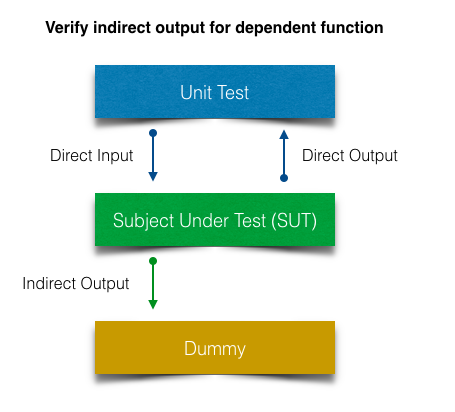 Verify indirect output for dependent function
Unit Test
Direct Input
Direct Output
Subject Under Test (SUT)
Indirect Output
Dummy